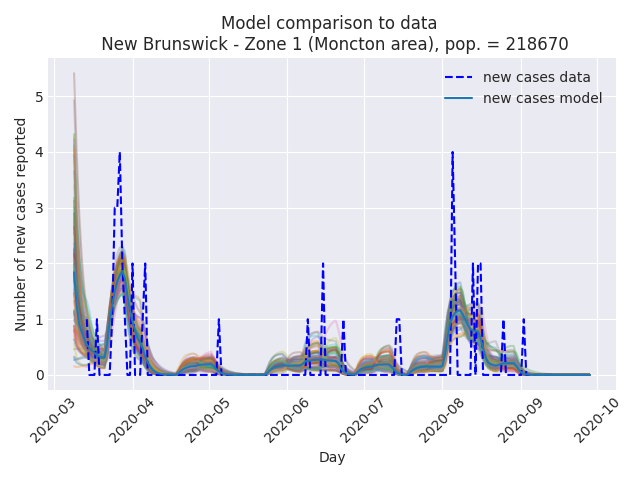 Model comparison to data
New Brunswick - Zone 1 (Moncton area), pop. = 218670
new cases data
new cases model
Number of new cases reported
5
4
3
2
1
0
2020-03
2020-04
2020-05
2020-06
2020-07
2020-08
2020-09
2020-10
Day